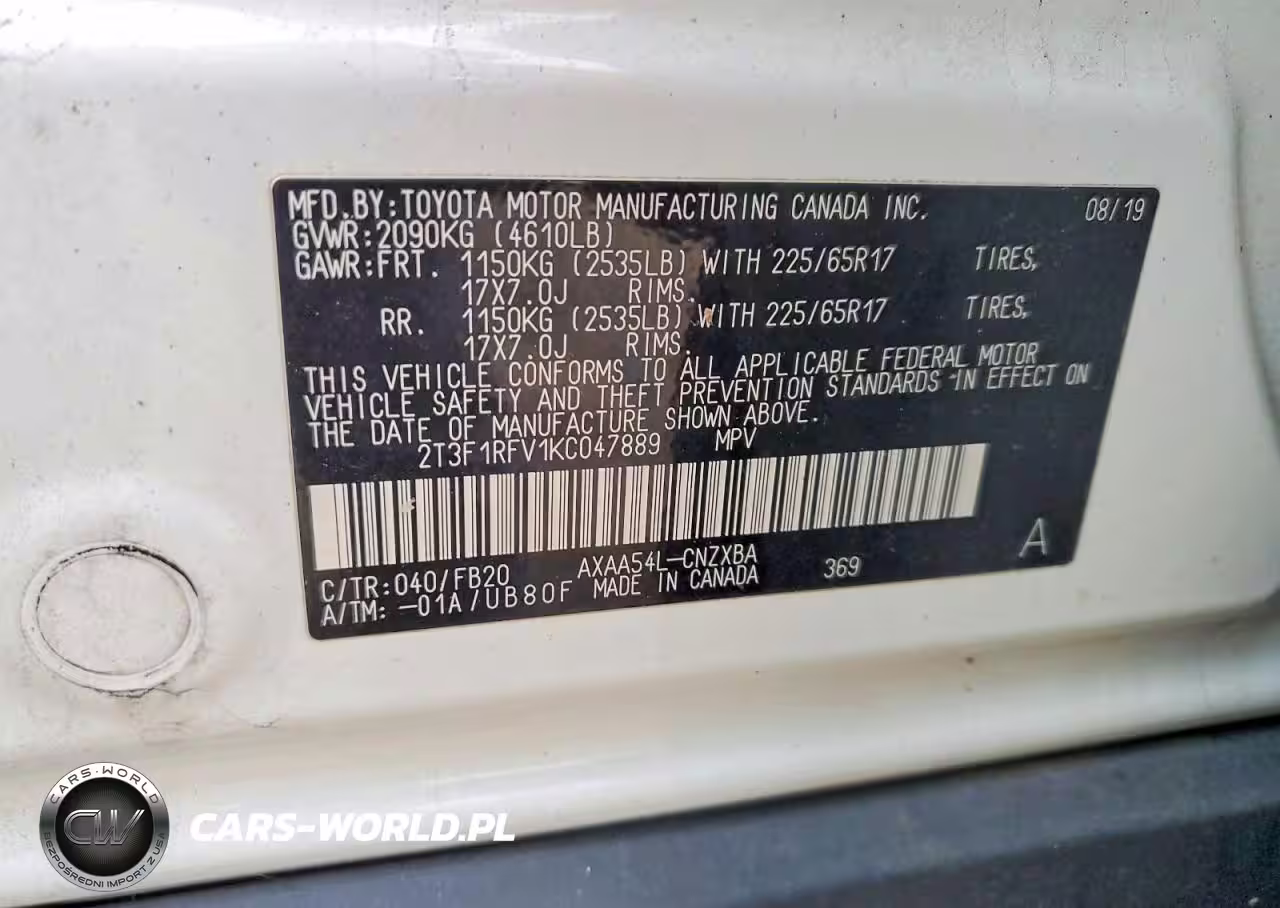 MFD.BY:TOYOTA MOTOR MANUFACTURING CANADA INC. 08/19
GVWR:2090KG (4610LB)
GAWR:FRT. 1150KG (2535LB) WITH 225/65R17 TIRES,
17X7.0J RIMS.
RR. 1150KG (2535LB) WITH 225/65R17 TIRES,
17X7.0J RIMS.
THIS VEHICLE CONFORMS TO ALL APPLICABLE FEDERAL MOTOR
VEHICLE SAFETY AND THEFT PREVENTION STANDARDS IN EFFECT ON
THE DATE OF MANUFACTURE SHOWN ABOVE.
2T3F1RFV1KC047889 MPV
C/TR:040/FB20 AXAA54L-CNZXBA 369 A
A/TM: -01A/UB80F MADE IN CANADA
CARS-WORLD
CW
BEZPOŚREDNI IMPORT Z USA
CARS-WORLD.PL